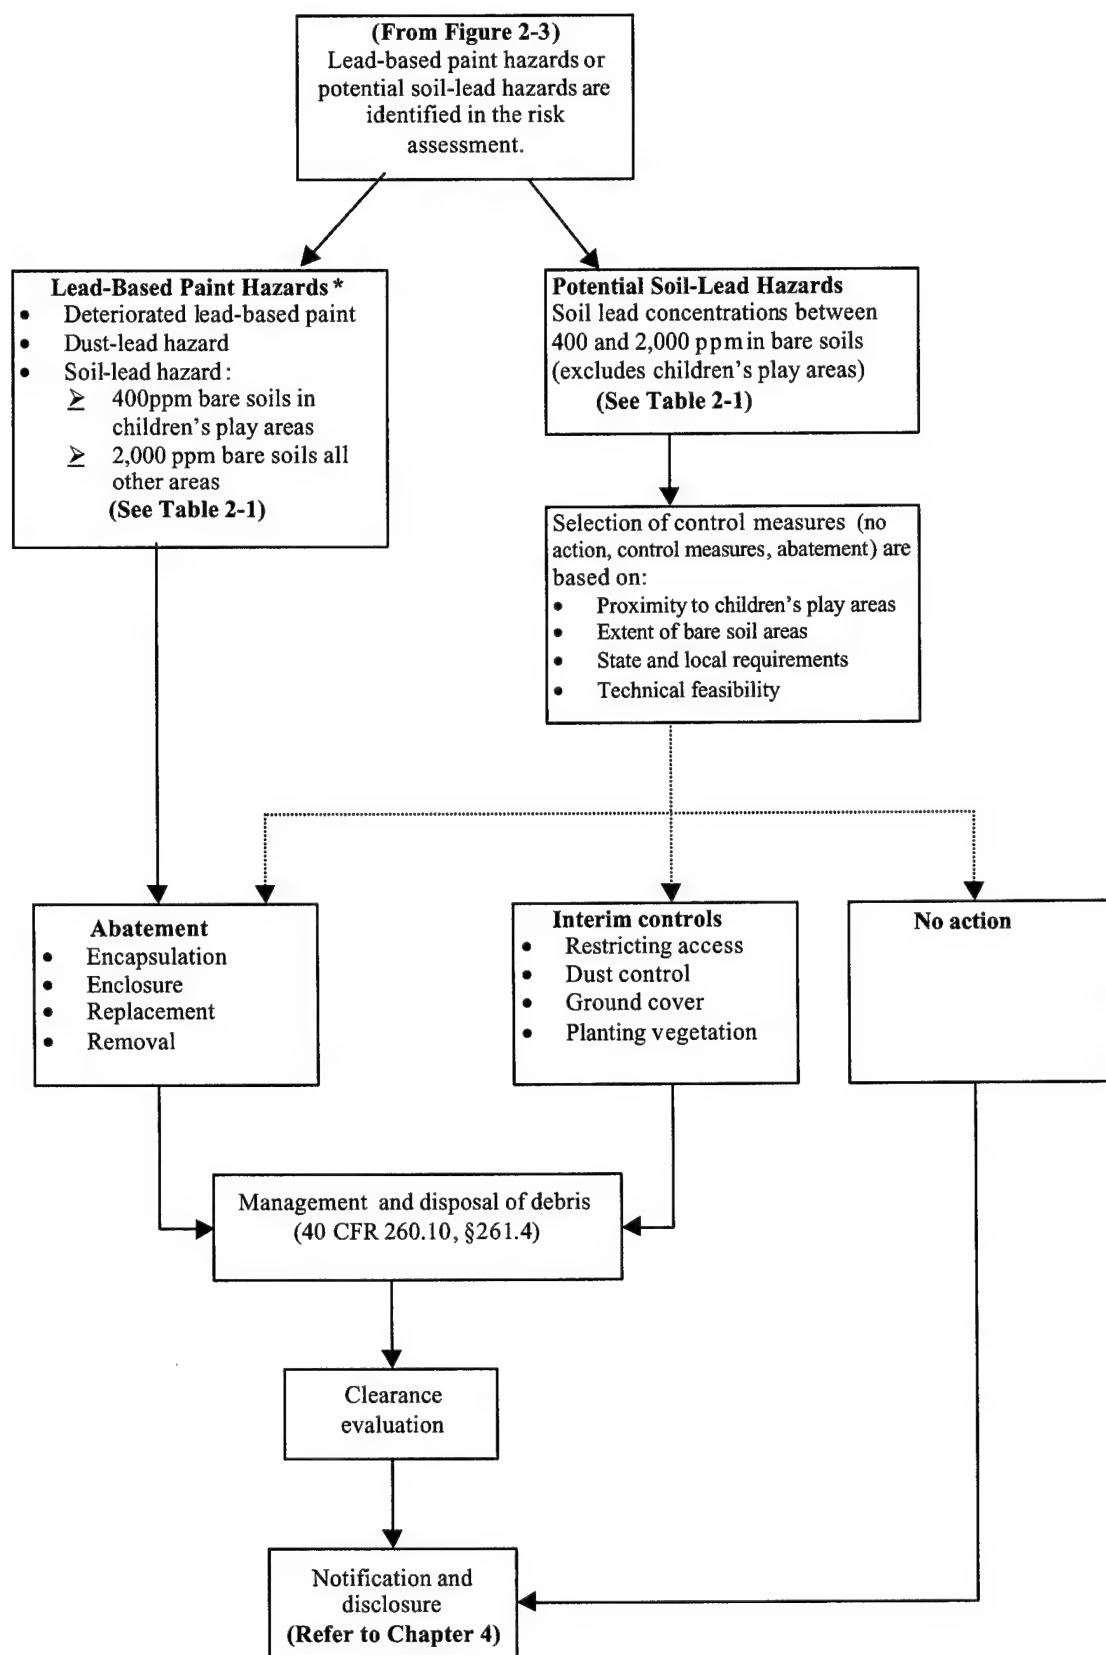 (From Figure 2-3)
Lead-based paint hazards or
potential soil-lead hazards are
identified in the risk
assessment.
Lead-Based Paint Hazards *
• Deteriorated lead-based paint
• Dust-lead hazard
• Soil-lead hazard :
➢ 400ppm bare soils in
children's play areas
➢ 2,000 ppm bare soils all
other areas
(See Table 2-1)
Potential Soil-Lead Hazards
Soil lead concentrations between
400 and 2,000 ppm in bare soils
(excludes children's play areas)
(See Table 2-1)
Selection of control measures (no
action, control measures, abatement) are
based on:
• Proximity to children's play areas
• Extent of bare soil areas
• State and local requirements
• Technical feasibility
Abatement
• Encapsulation
• Enclosure
• Replacement
• Removal
Interim controls
• Restricting access
• Dust control
• Ground cover
• Planting vegetation
No action
Management and disposal of debris
(40 CFR 260.10, §261.4)
Clearance
evaluation
Notification and
disclosure
(Refer to Chapter 4)